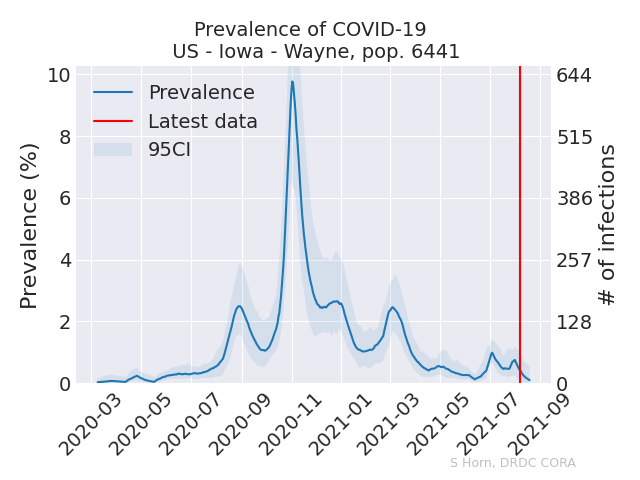 Prevalence of COVID-19
US - Iowa - Wayne, pop. 6441
10
8
6
4
2
0
Prevalence (%)
Prevalence
Latest data
95CI
644
515
386
257
128
0
# of infections
2020-03
2020-05
2020-07
2020-09
2020-11
2021-01
2021-03
2021-05
2021-07
2021-09
S Horn, DRDC CORA